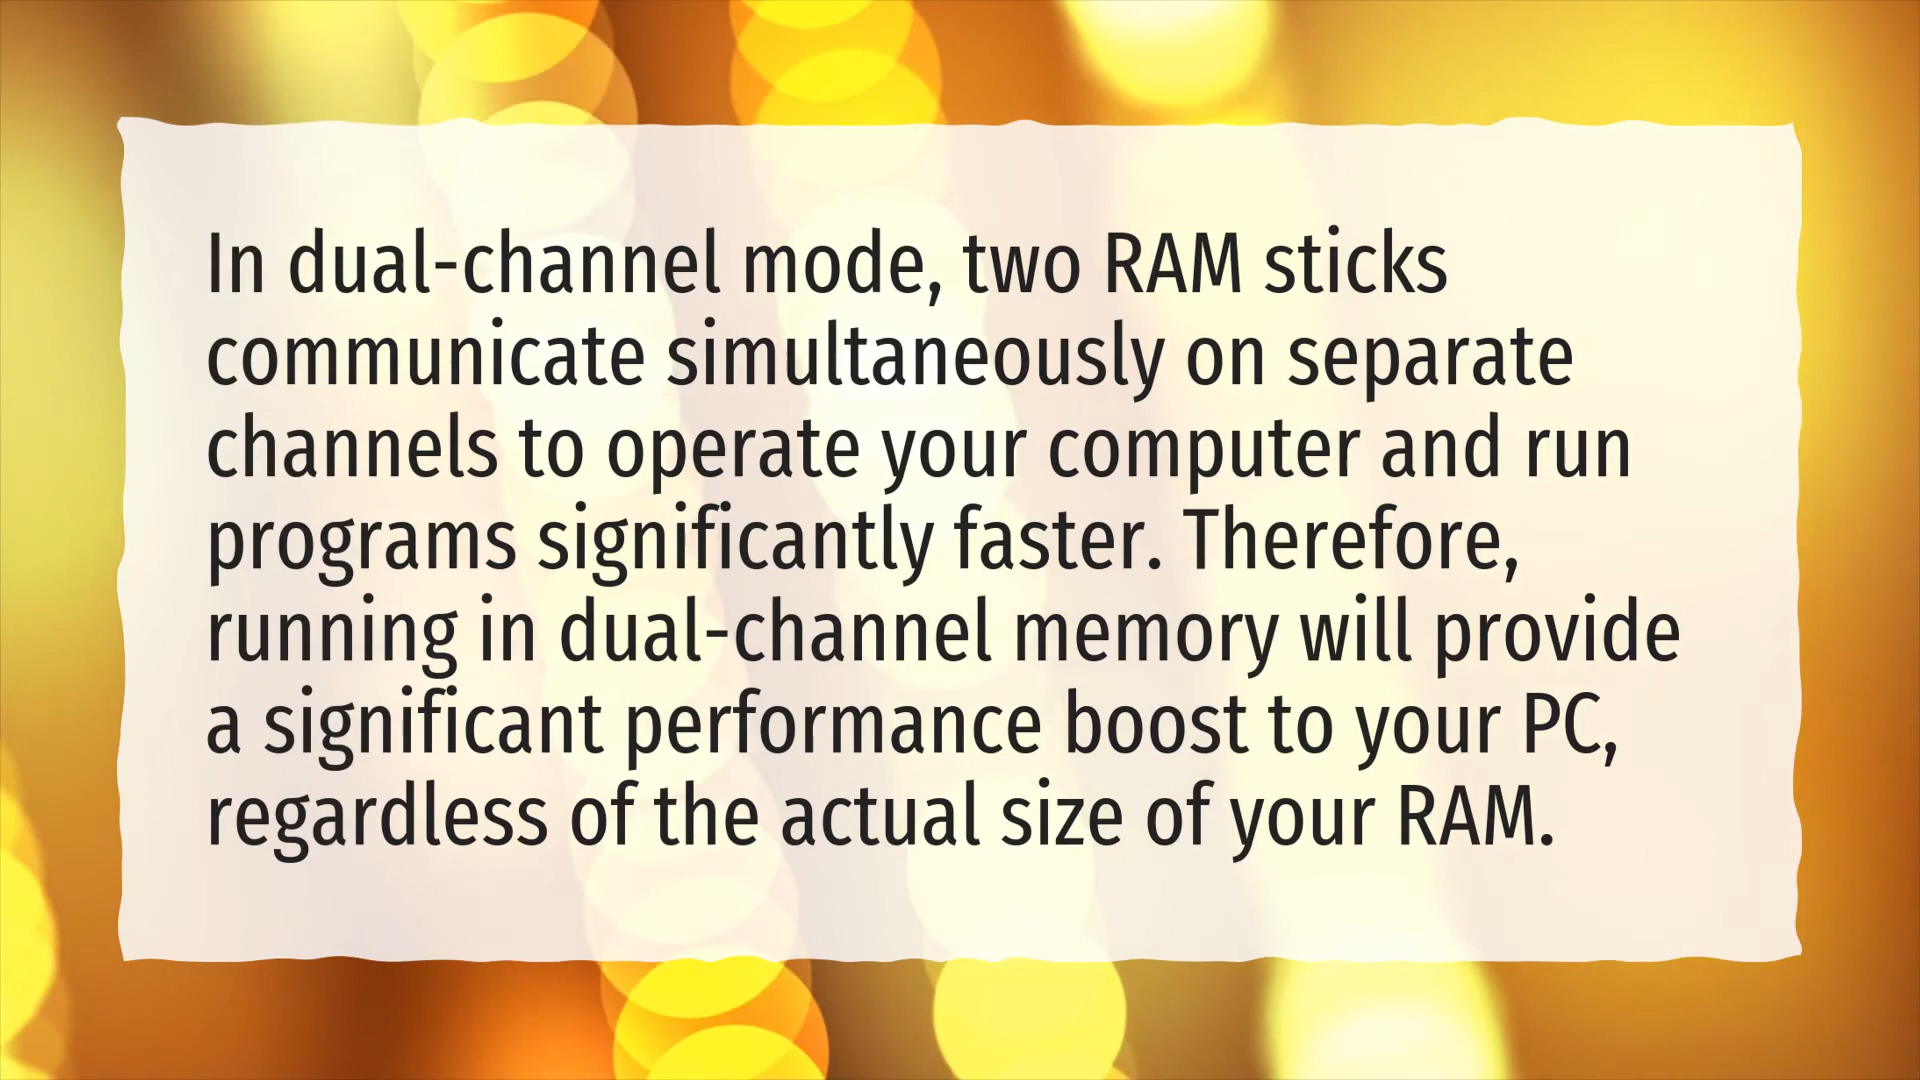 In dual-channel mode, two RAM sticks
communicate simultaneously on separate
channels to operate your computer and run
programs significantly faster. Therefore,
running in dual-channel memory will provide
a significant performance boost to your PC,
regardless of the actual size of your RAM.